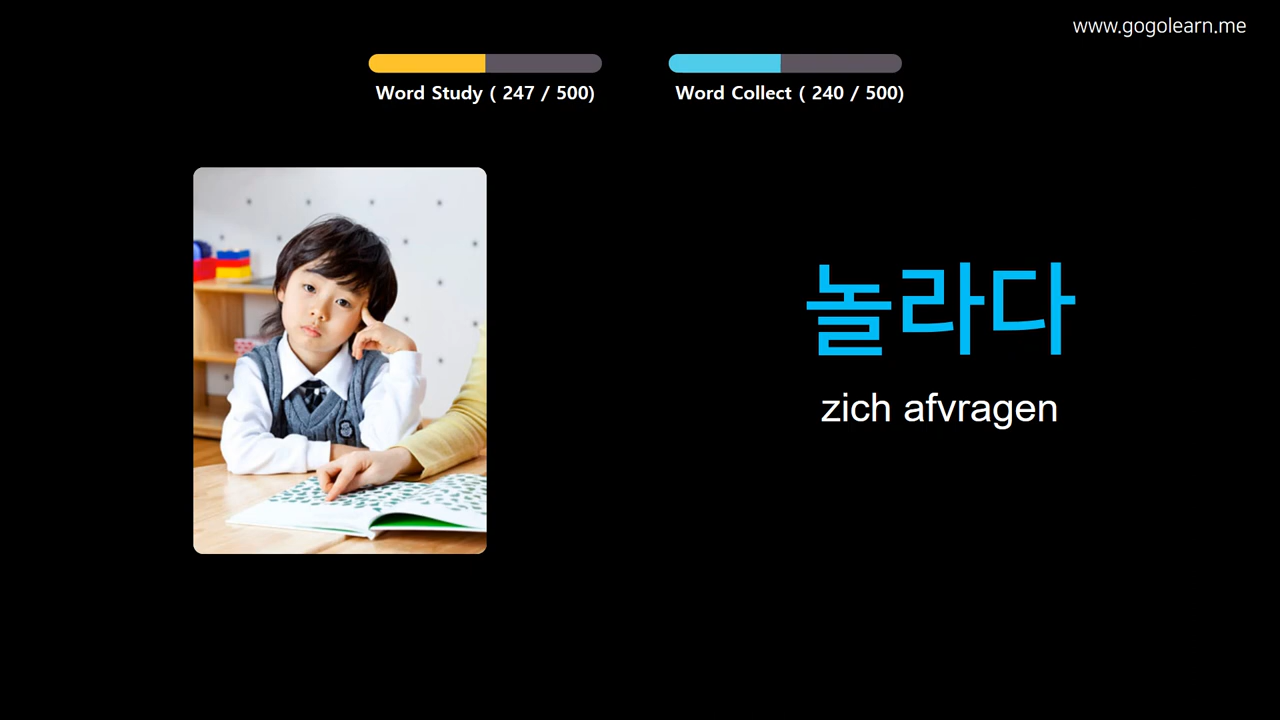 www.gogolearn.me
Word Study ( 247 / 500)
Word Collect ( 240 / 500)
놀라다
zich afvragen